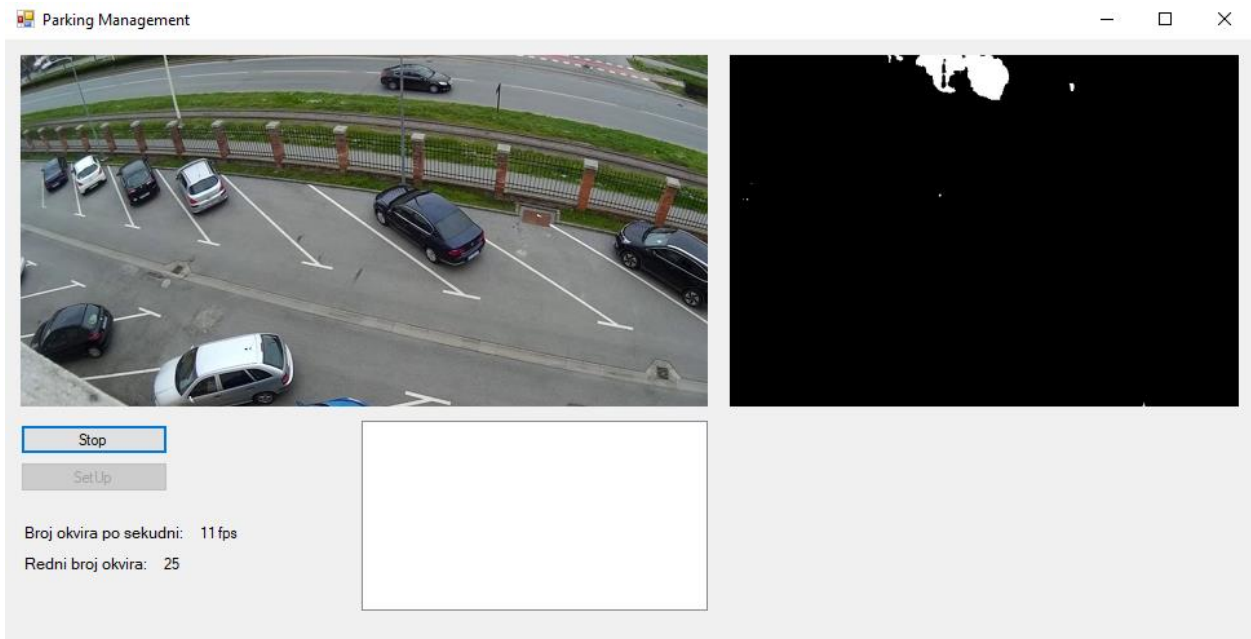 Parking Management
Stop
SetUp
Broj okvira po sekudni: 11 fps
Redni broj okvira: 25